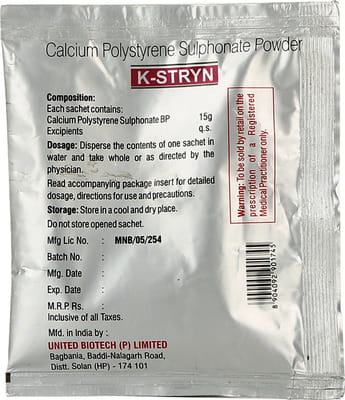 Calcium Polystyrene Sulphonate Powder
K-STRYN
Composition:
Each sachet contains:
Calcium Polystyrene Sulphonate BP 15g
Excipients q.s.
Dosage: Disperse the contents of one sachet in
water and take whole or as directed by the
physician.
Read accompanying package insert for detailed
dosage, directions for use and precautions.
Storage: Store in a cool and dry place.
Do not store opened sachet.
Mfg Lic No. : MNB/05/254
Batch No. :
Mfg. Date :
Exp. Date :
M.R.P. Rs. :
Inclusive of all Taxes.
Mfd. in India by :
UNITED BIOTECH (P) LIMITED
Bagbania, Baddi-Nalagarh Road,
Distt. Solan (HP) - 174 101
Warning: To be sold by retail on the
prescription of a Registered
Medical Practitioner only.
8 904092 901745